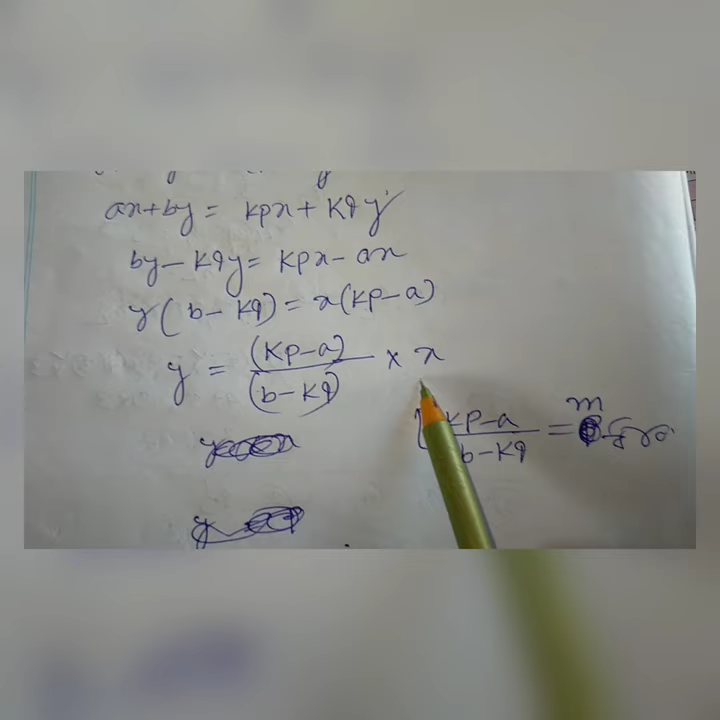 ax+by = kpx + kqy
by - kqy = kpx - ax
y(b - kq) = x(kp - a)
y = (kp - a) / (b - kq) × x
kp - a / b - kq = m